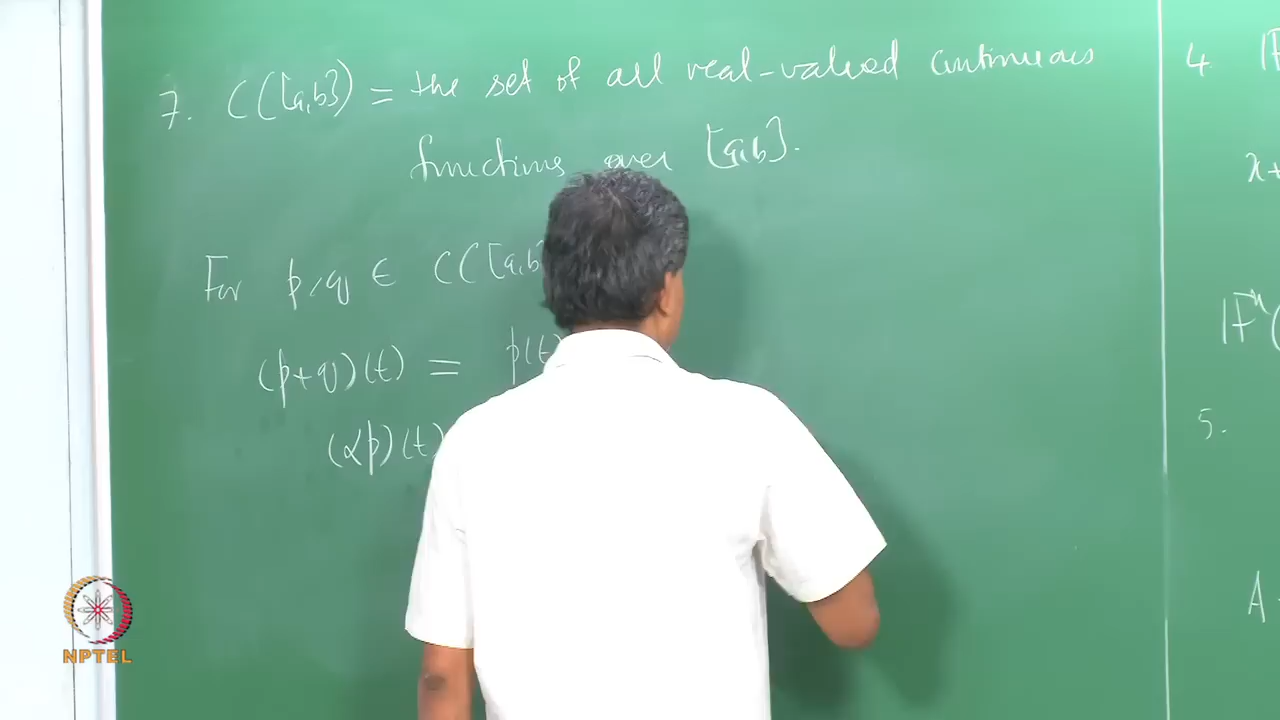 7. C([a,b]) = the set of all real-valued continuous
functions over [a,b].
For p, q ∈ C([a,b
(p+q)(t) = p(t)
(αp)(t)
4.
x+
5.
A
NPTEL